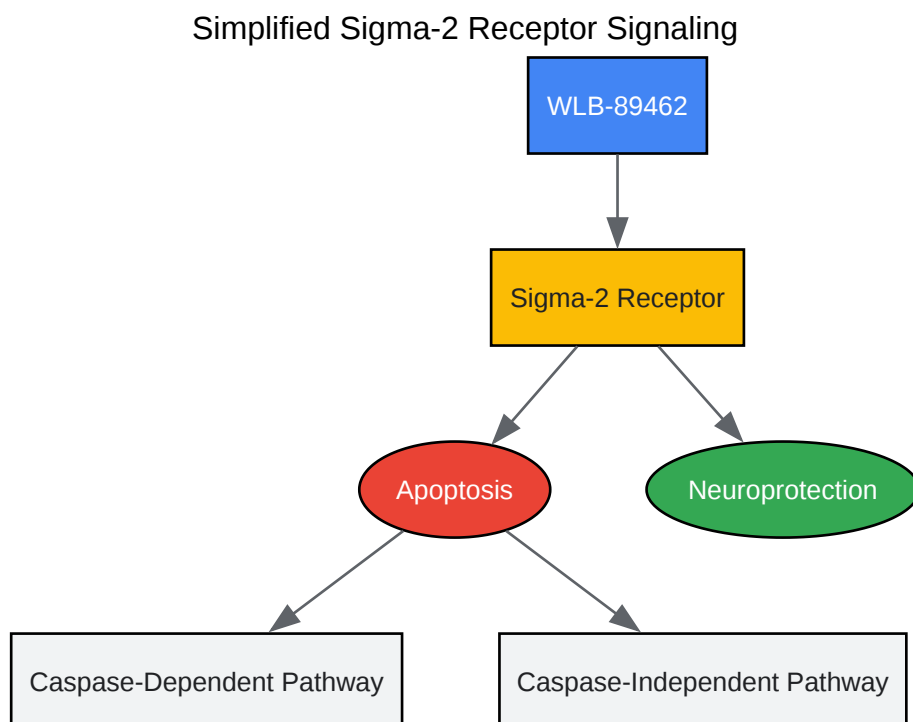 Simplified Sigma-2 Receptor Signaling
WLB-89462
Sigma-2 Receptor
Apoptosis
Neuroprotection
Caspase-Dependent Pathway
Caspase-Independent Pathway